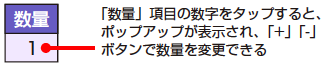 数量
1
「数量」項目の数字をタップすると、
ポップアップが表示され、「+」「-」
ボタンで数量を変更できる